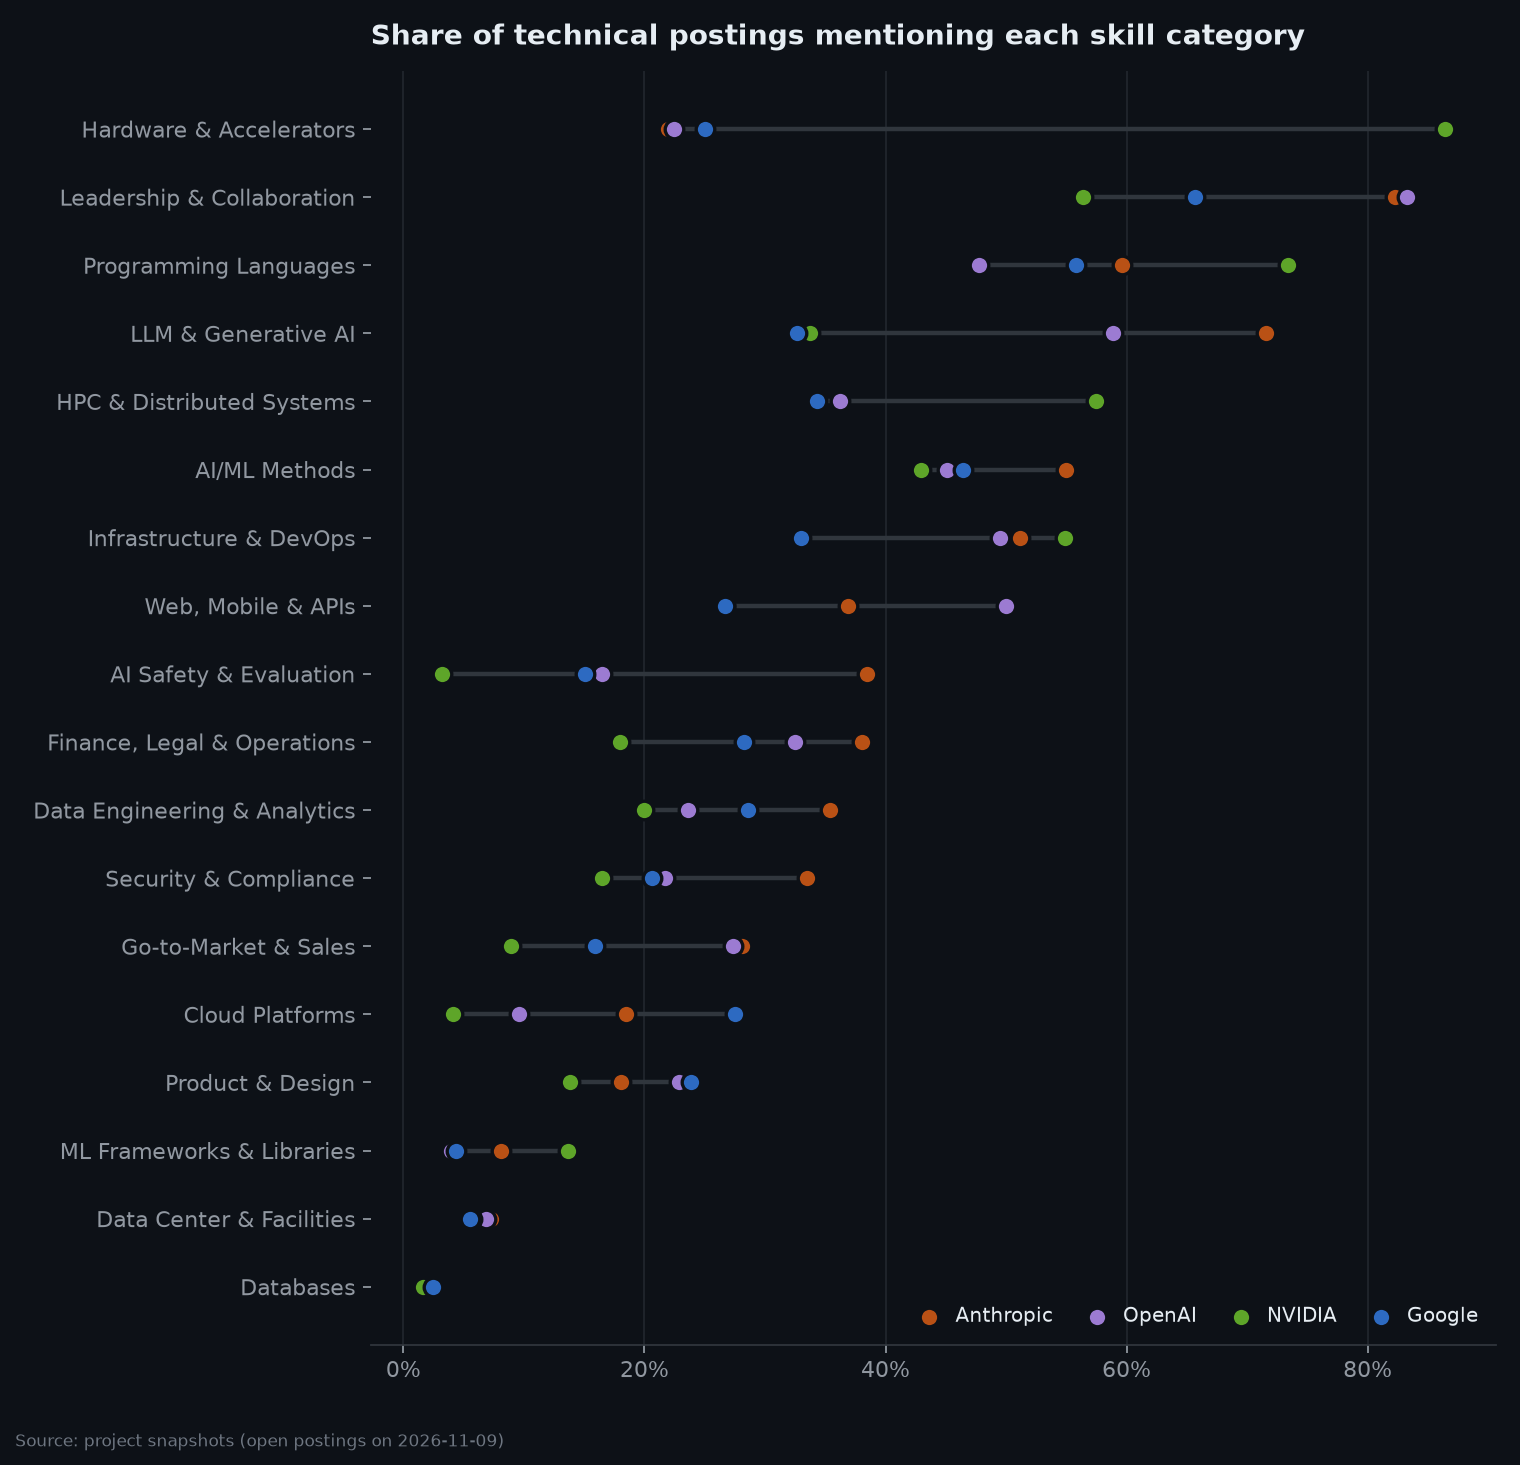 Share of technical postings mentioning each skill category
Hardware & Accelerators
Leadership & Collaboration
Programming Languages
LLM & Generative AI
HPC & Distributed Systems
AI/ML Methods
Infrastructure & DevOps
Web, Mobile & APIs
AI Safety & Evaluation
Finance, Legal & Operations
Data Engineering & Analytics
Security & Compliance
Go-to-Market & Sales
Cloud Platforms
Product & Design
ML Frameworks & Libraries
Data Center & Facilities
Databases
Anthropic OpenAI NVIDIA Google
0% 20% 40% 60% 80%
Source: project snapshots (open postings on 2026-11-09)